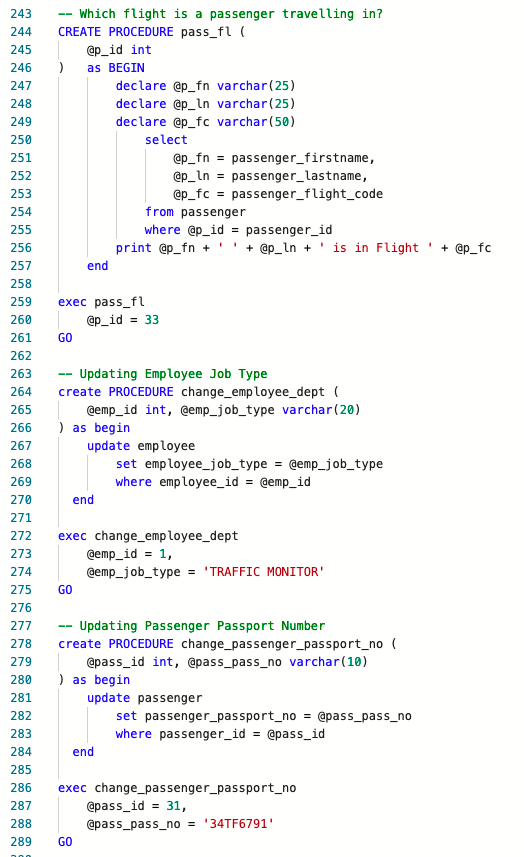 243 -- Which flight is a passenger travelling in?
244 CREATE PROCEDURE pass_fl (
245     @p_id int
246 )   as BEGIN
247         declare @p_fn varchar(25)
248         declare @p_ln varchar(25)
249         declare @p_fc varchar(50)
250             select
251                 @p_fn = passenger_firstname,
252                 @p_ln = passenger_lastname,
253                 @p_fc = passenger_flight_code
254             from passenger
255             where @p_id = passenger_id
256         print @p_fn + ' ' + @p_ln + ' is in Flight ' + @p_fc
257     end
258
259 exec pass_fl
260     @p_id = 33
261 GO
262
263 -- Updating Employee Job Type
264 create PROCEDURE change_employee_dept (
265     @emp_id int, @emp_job_type varchar(20)
266 ) as begin
267     update employee
268         set employee_job_type = @emp_job_type
269         where employee_id = @emp_id
270   end
271
272 exec change_employee_dept
273     @emp_id = 1,
274     @emp_job_type = 'TRAFFIC MONITOR'
275 GO
276
277 -- Updating Passenger Passport Number
278 create PROCEDURE change_passenger_passport_no (
279     @pass_id int, @pass_pass_no varchar(10)
280 ) as begin
281     update passenger
282         set passenger_passport_no = @pass_pass_no
283         where passenger_id = @pass_id
284   end
285
286 exec change_passenger_passport_no
287     @pass_id = 31,
288     @pass_pass_no = '34TF6791'
289 GO